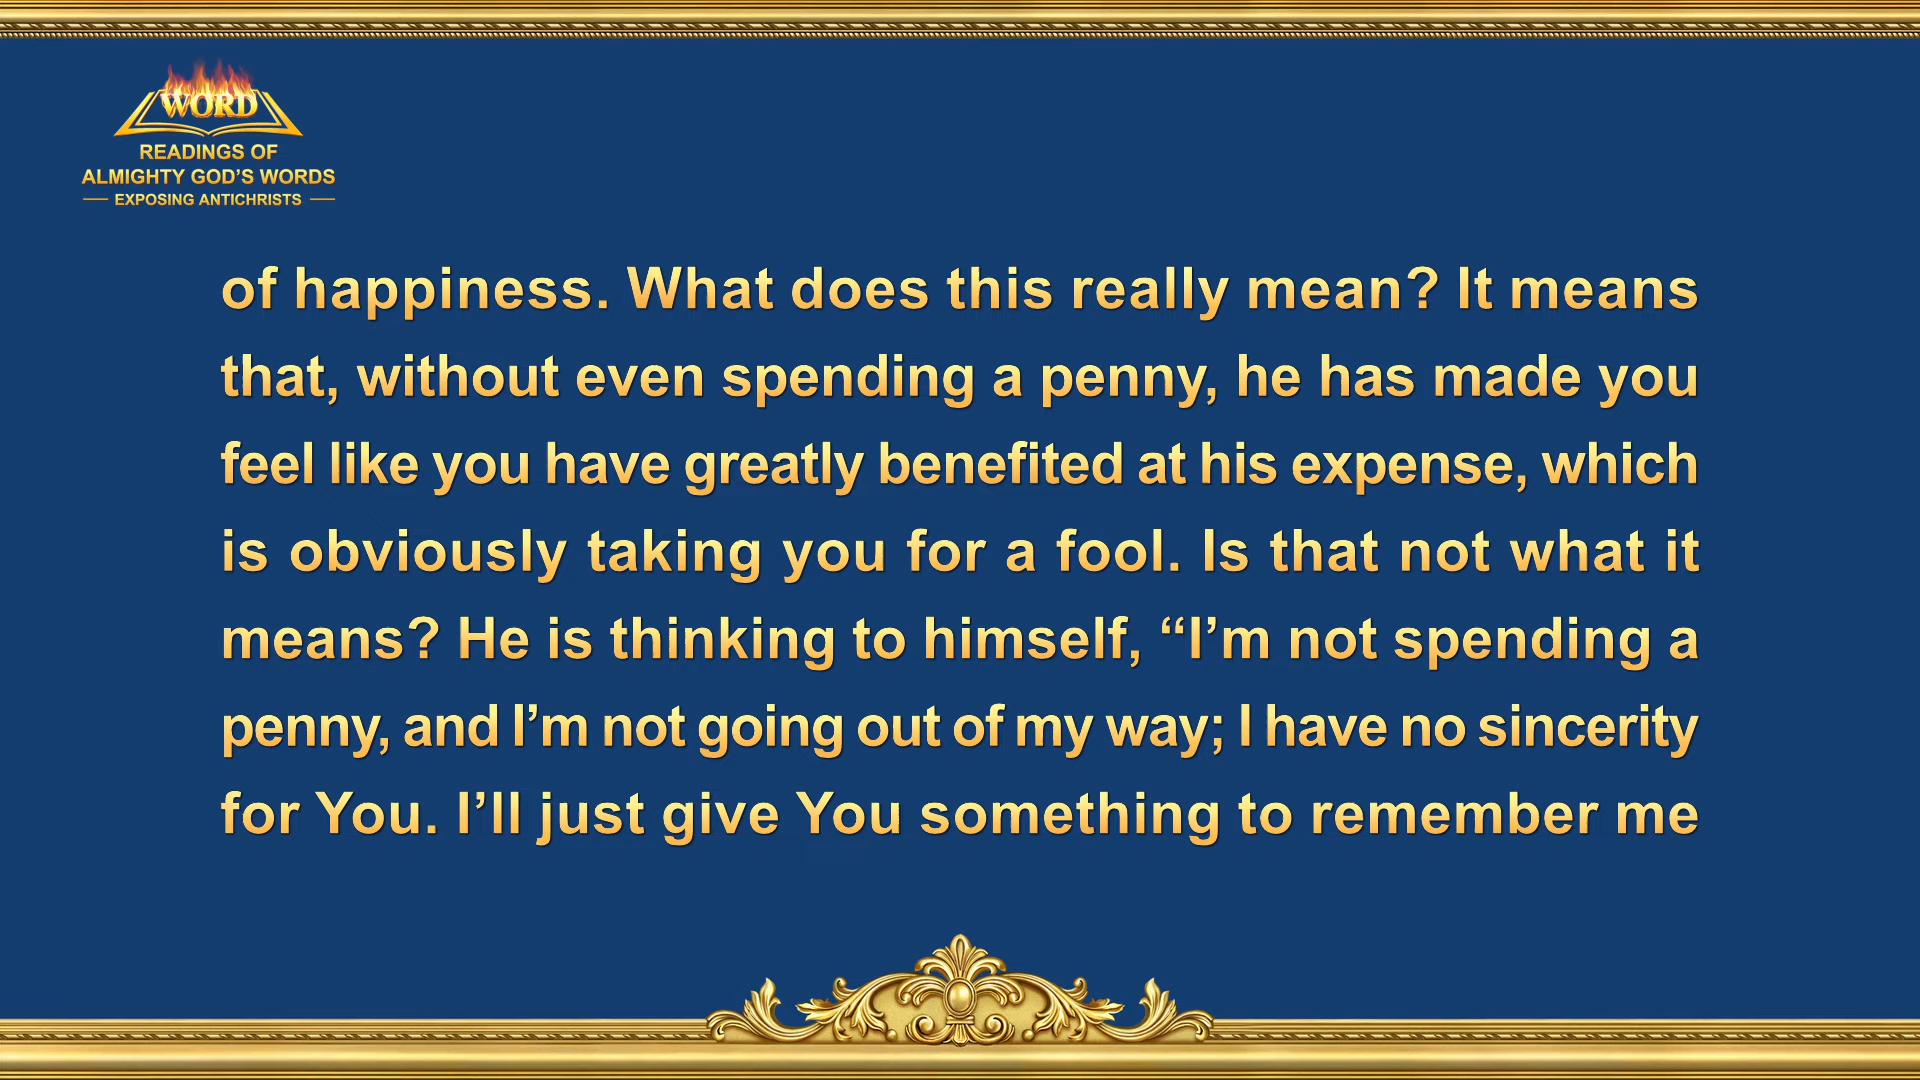 WORD
READINGS OF
ALMIGHTY GOD’S WORDS
EXPOSING ANTICHRISTS
of happiness. What does this really mean? It means
that, without even spending a penny, he has made you
feel like you have greatly benefited at his expense, which
is obviously taking you for a fool. Is that not what it
means? He is thinking to himself, “I’m not spending a
penny, and I’m not going out of my way; I have no sincerity
for You. I’ll just give You something to remember me